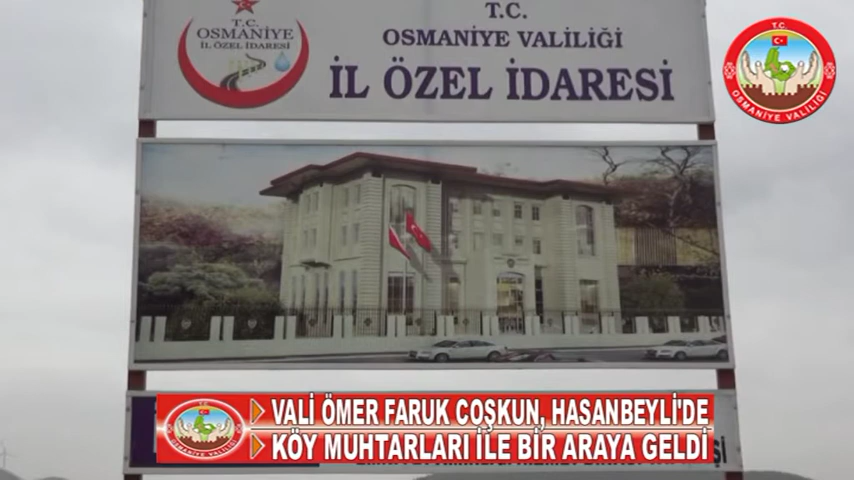 T.C.
OSMANİYE
İL ÖZEL İDARESİ
T.C.
OSMANİYE VALİLİĞİ
İL ÖZEL İDARESİ
T.C.
OSMANİYE VALİLİĞİ
VALİ ÖMER FARUK COŞKUN, HASANBEYLİ'DE
KÖY MUHTARLARI İLE BİR ARAYA GELDİ